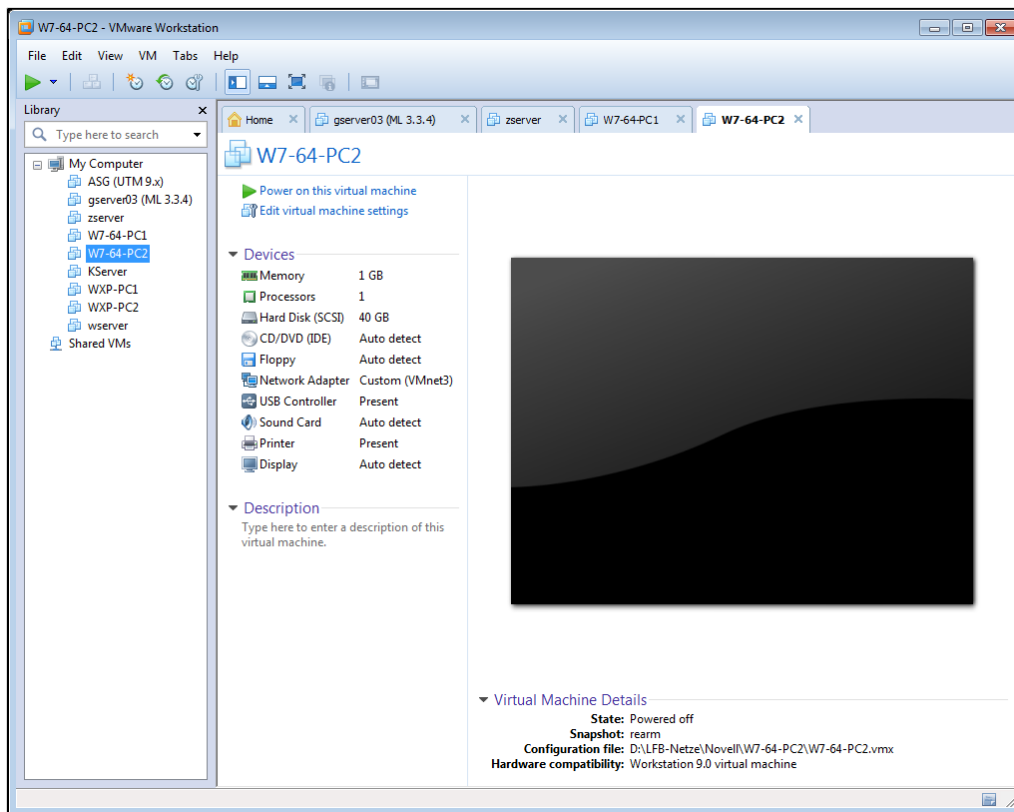 W7-64-PC2 - VMware Workstation
File Edit View VM Tabs Help
Library
Type here to search
My Computer
ASG (UTM 9.x)
gserver03 (ML 3.3.4)
zserver
W7-64-PC1
W7-64-PC2
KServer
WXP-PC1
WXP-PC2
wserver
Shared VMs
Home gserver03 (ML 3.3.4) zserver W7-64-PC1 W7-64-PC2
W7-64-PC2
Power on this virtual machine
Edit virtual machine settings
Devices
Memory 1 GB
Processors 1
Hard Disk (SCSI) 40 GB
CD/DVD (IDE) Auto detect
Floppy Auto detect
Network Adapter Custom (VMnet3)
USB Controller Present
Sound Card Auto detect
Printer Present
Display Auto detect
Description
Type here to enter a description of this
virtual machine.
Virtual Machine Details
State: Powered off
Snapshot: rearm
Configuration file: D:\LFB-Netze\Novell\W7-64-PC2\W7-64-PC2.vmx
Hardware compatibility: Workstation 9.0 virtual machine